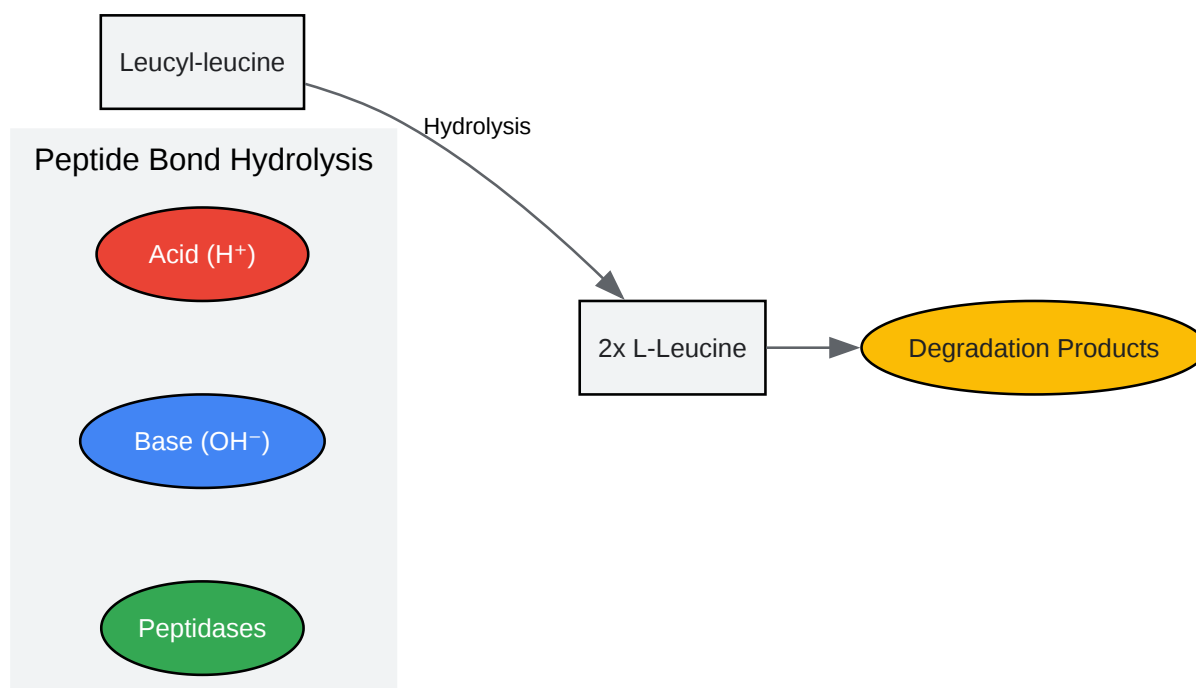 Leucyl-leucine
Hydrolysis
Peptide Bond Hydrolysis
Acid (H⁺)
Base (OH⁻)
Peptidases
2x L-Leucine
Degradation Products